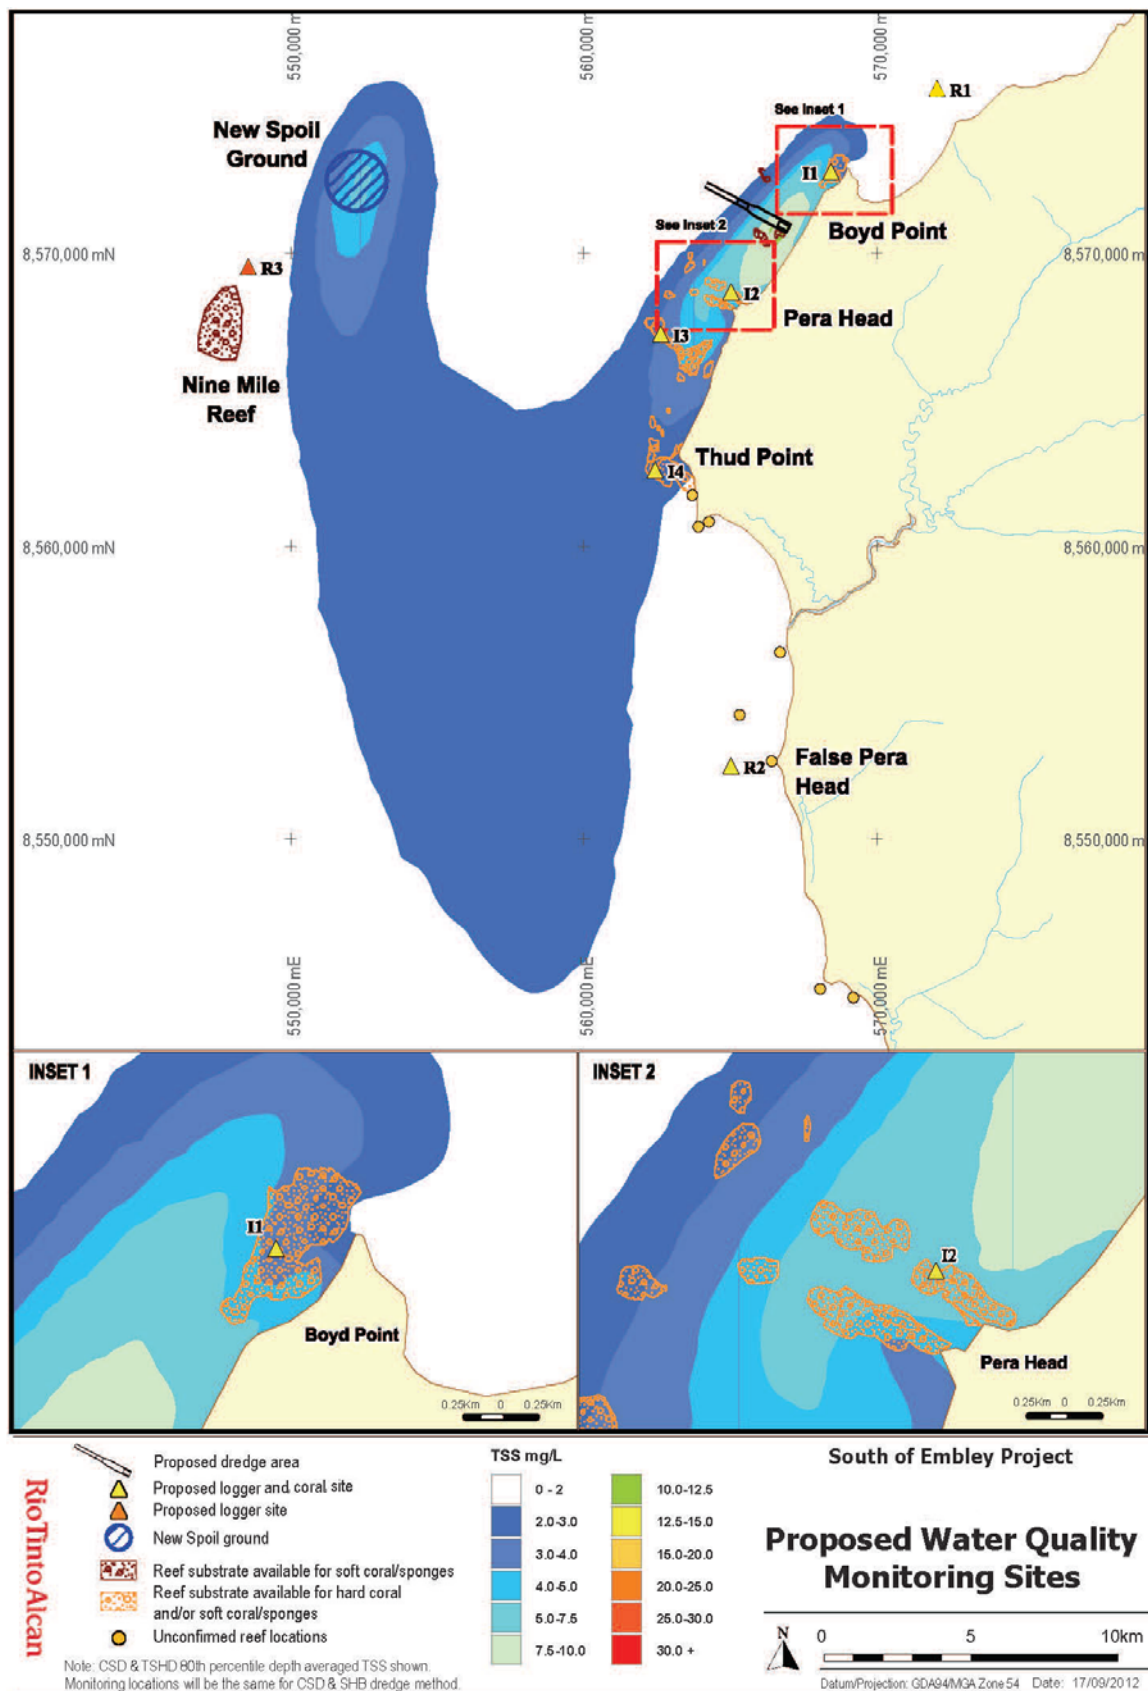 550,000 mE
560,000 mE
570,000 mE
R1
See Inset 1
New Spoil
Ground
I1
See Inset 2
Boyd Point
8,570,000 mN
8,570,000 m
R3
I2
Pera Head
I3
Nine Mile
Reef
Thud Point
I4
8,560,000 mN
8,560,000 m
R2
False Pera
Head
8,550,000 mN
8,550,000 m
550,000 mE
560,000 mE
570,000 mE
INSET 1
I1
Boyd Point
0.25Km 0 0.25Km
INSET 2
I2
Pera Head
0.25Km 0 0.25Km
RioTintoAlcan
Proposed dredge area
Proposed logger and coral site
Proposed logger site
New Spoil ground
Reef substrate available for soft coral/sponges
Reef substrate available for hard coral
and/or soft coral/sponges
Unconfirmed reef locations
Note: CSD & TSHD 80th percentile depth averaged TSS shown.
Monitoring locations will be the same for CSD & SHB dredge method.
TSS mg/L
0 - 2
2.0-3.0
3.0-4.0
4.0-5.0
5.0-7.5
7.5-10.0
10.0-12.5
12.5-15.0
15.0-20.0
20.0-25.0
25.0-30.0
30.0 +
South of Embley Project
Proposed Water Quality
Monitoring Sites
N
0 5 10km
Datum/Projection: GDA94/MGA Zone 54 Date: 17/09/2012